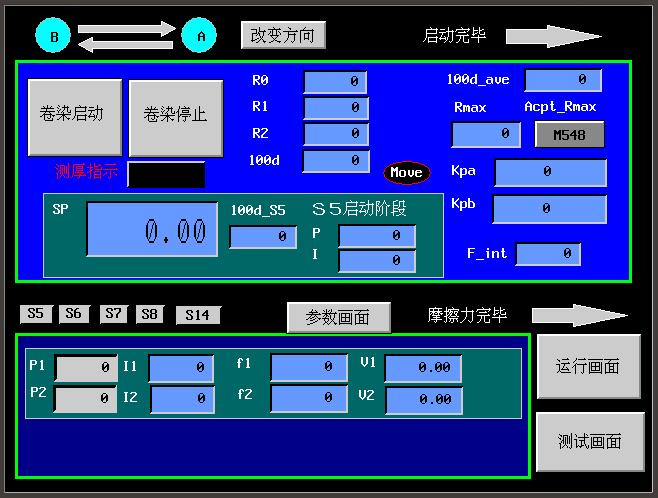 B A 改变方向 启动完毕
卷染启动 卷染停止 R0 0 100d_ave 0
R1 0 Rmax Acpt_Rmax
R2 0 0 M548
100d 0
测厚指示 Move Kpa 0
SP 0.00 100d_S5 0 S5启动阶段 Kpb 0
P 0
I 0 F_int 0
S5 S6 S7 S8 S14 参数画面 摩擦力完毕
P1 0 I1 0 f1 0 V1 0.00 运行画面
P2 0 I2 0 f2 0 V2 0.00
测试画面